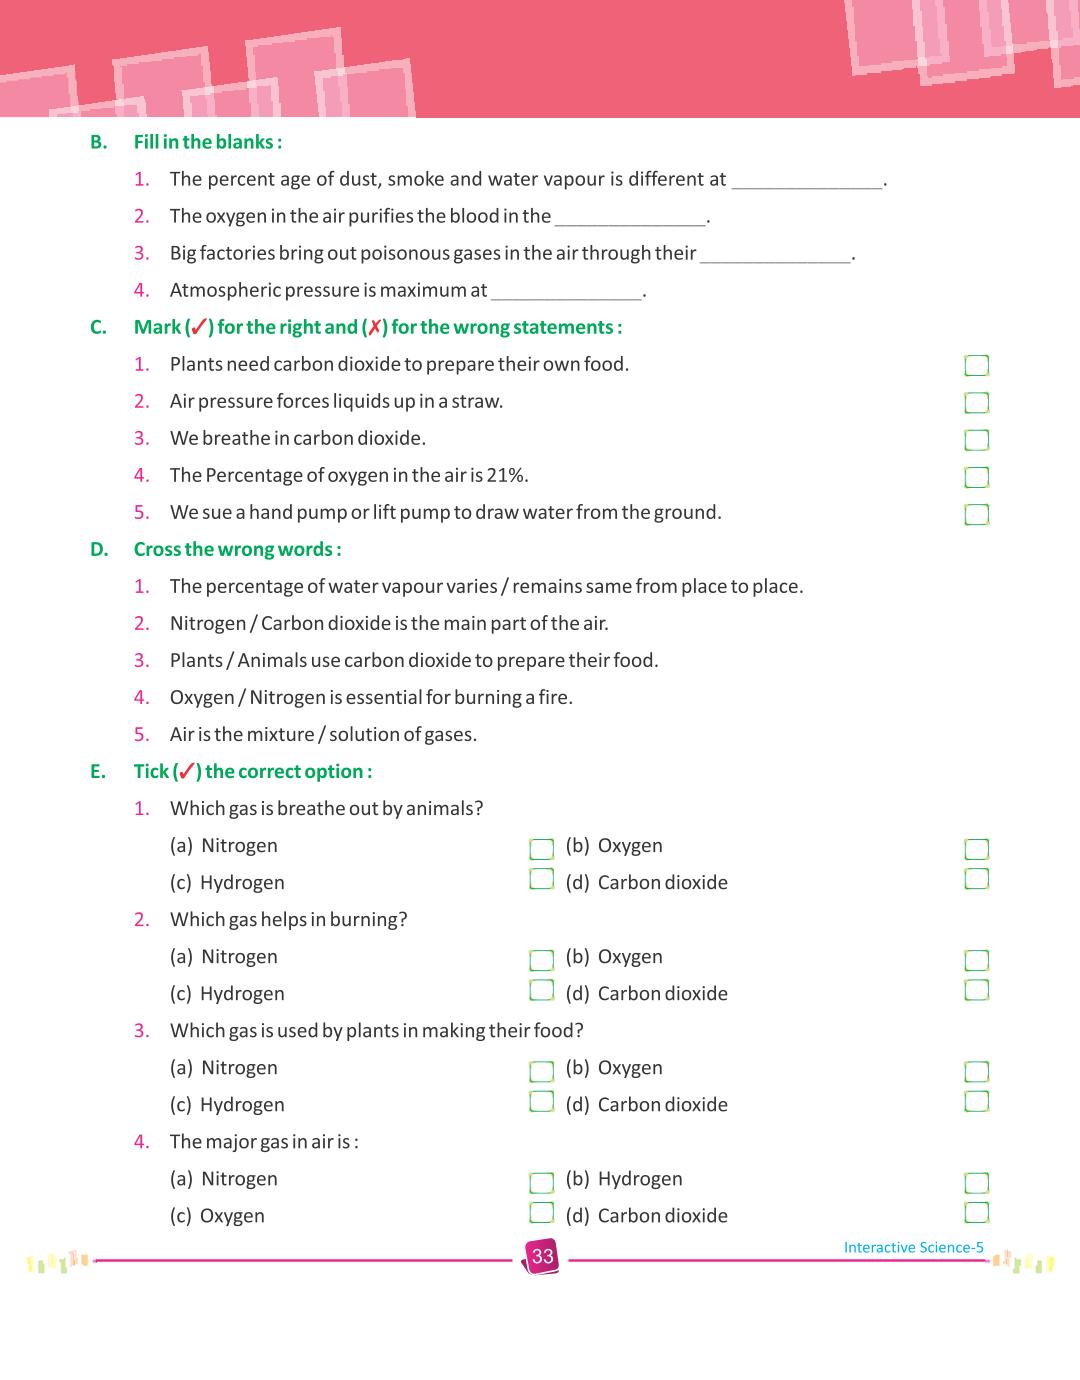 B. Fill in the blanks :
1. The percent age of dust, smoke and water vapour is different at ______________.
2. The oxygen in the air purifies the blood in the ______________.
3. Big factories bring out poisonous gases in the air through their ______________.
4. Atmospheric pressure is maximum at ______________.
C. Mark (✓) for the right and (✗) for the wrong statements :
1. Plants need carbon dioxide to prepare their own food.
2. Air pressure forces liquids up in a straw.
3. We breathe in carbon dioxide.
4. The Percentage of oxygen in the air is 21%.
5. We sue a hand pump or lift pump to draw water from the ground.
D. Cross the wrong words :
1. The percentage of water vapour varies / remains same from place to place.
2. Nitrogen / Carbon dioxide is the main part of the air.
3. Plants / Animals use carbon dioxide to prepare their food.
4. Oxygen / Nitrogen is essential for burning a fire.
5. Air is the mixture / solution of gases.
E. Tick (✓) the correct option :
1. Which gas is breathe out by animals?
(a) Nitrogen (b) Oxygen
(c) Hydrogen (d) Carbon dioxide
2. Which gas helps in burning?
(a) Nitrogen (b) Oxygen
(c) Hydrogen (d) Carbon dioxide
3. Which gas is used by plants in making their food?
(a) Nitrogen (b) Oxygen
(c) Hydrogen (d) Carbon dioxide
4. The major gas in air is :
(a) Nitrogen (b) Hydrogen
(c) Oxygen (d) Carbon dioxide
Interactive Science-5
33